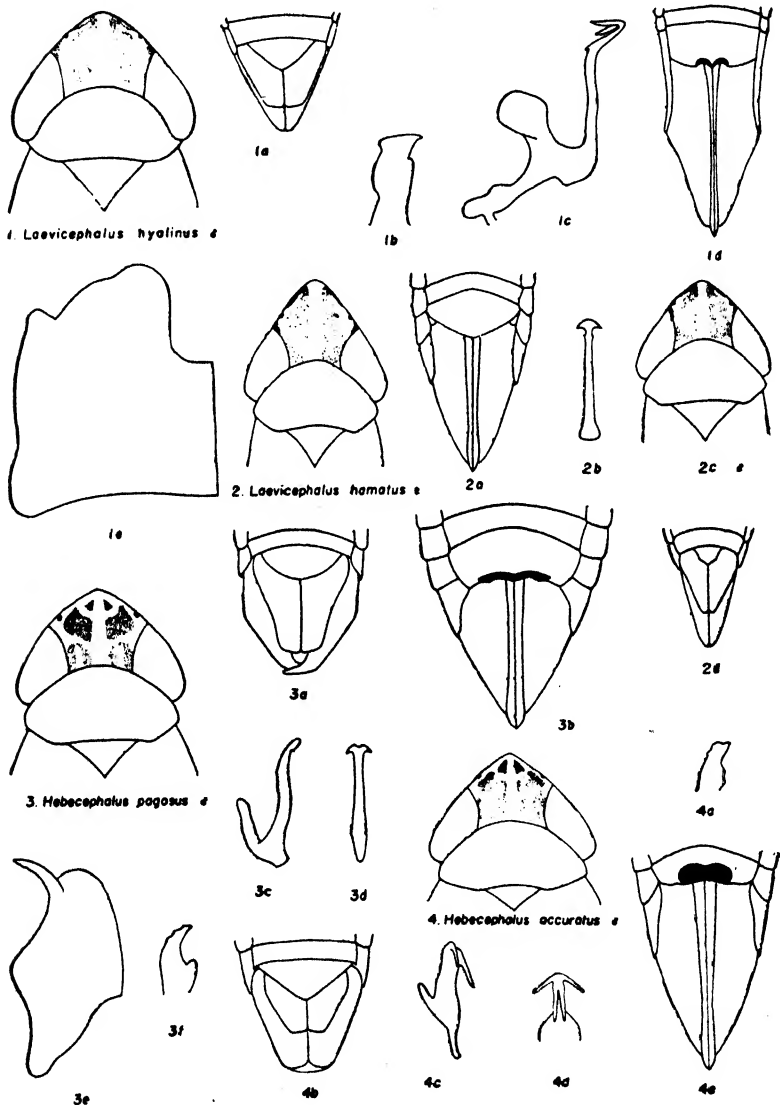 1a
1b
1c
1d
1. Laevicephalus hyalinus
1e
2. Laevicephalus hamatus
2a
2b
2c
3a
3b
2d
3. Hebecephalus pagosus
3c
3d
4a
4. Hebecephalus accuratus
3e
3f
4b
4c
4d
4e